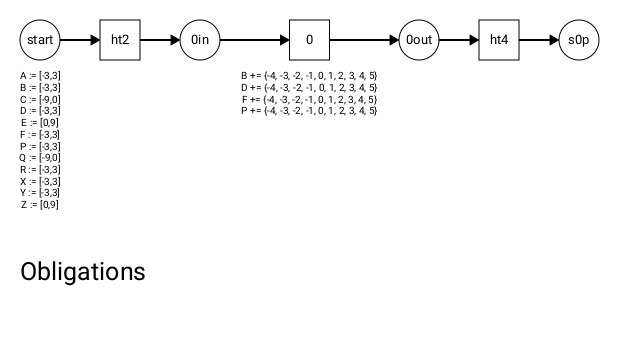 start ht2 0in 0 0out ht4 s0p
A := [-3,3]
B := [-3,3]
C := [-9,0]
D := [-3,3]
E := [0,9]
F := [-3,3]
P := [-3,3]
Q := [-9,0]
R := [-3,3]
X := [-3,3]
Y := [-3,3]
Z := [0,9]
B += {-4, -3, -2, -1, 0, 1, 2, 3, 4, 5}
D += {-4, -3, -2, -1, 0, 1, 2, 3, 4, 5}
F += {-4, -3, -2, -1, 0, 1, 2, 3, 4, 5}
P += {-4, -3, -2, -1, 0, 1, 2, 3, 4, 5}
Obligations